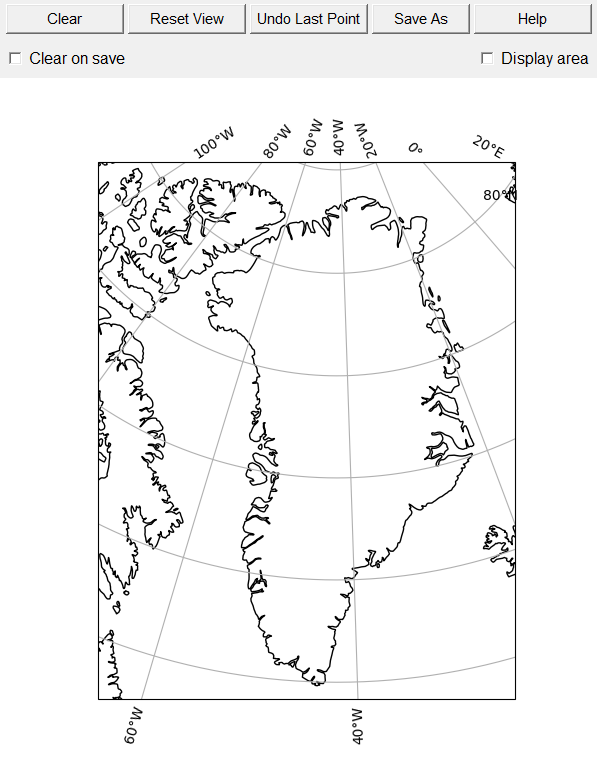 Clear Reset View Undo Last Point Save As Help
Clear on save Display area
100°W 80°W 60°W 40°W 20°W 0° 20°E
80°N
60°W 40°W